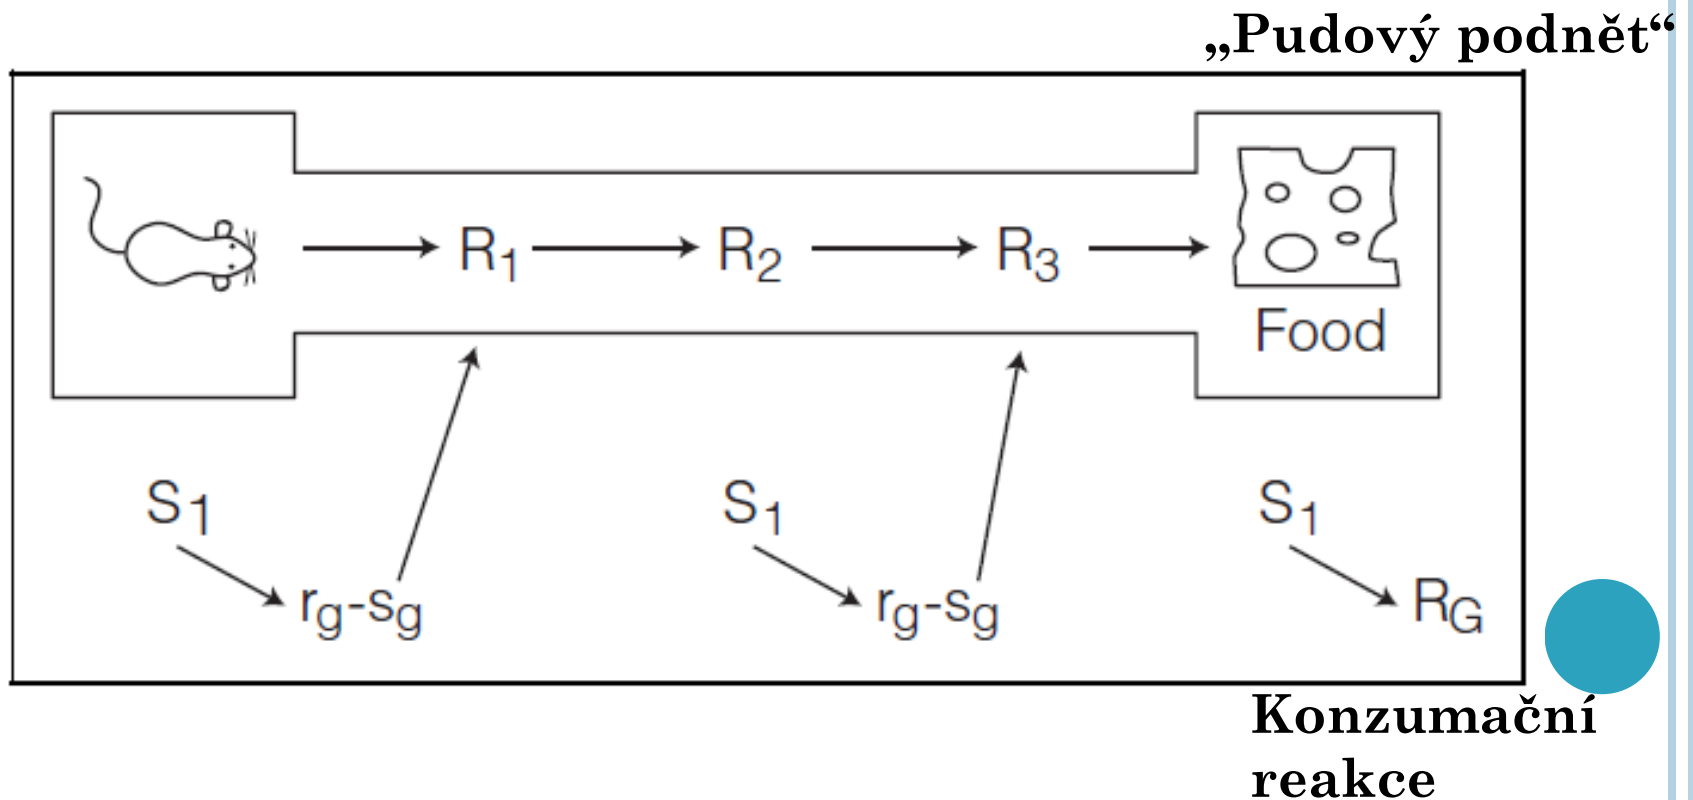 „Pudový podnět“
R1 R2 R3
Food
S1 S1 S1
rg-sg rg-sg RG
Konzumační
reakce